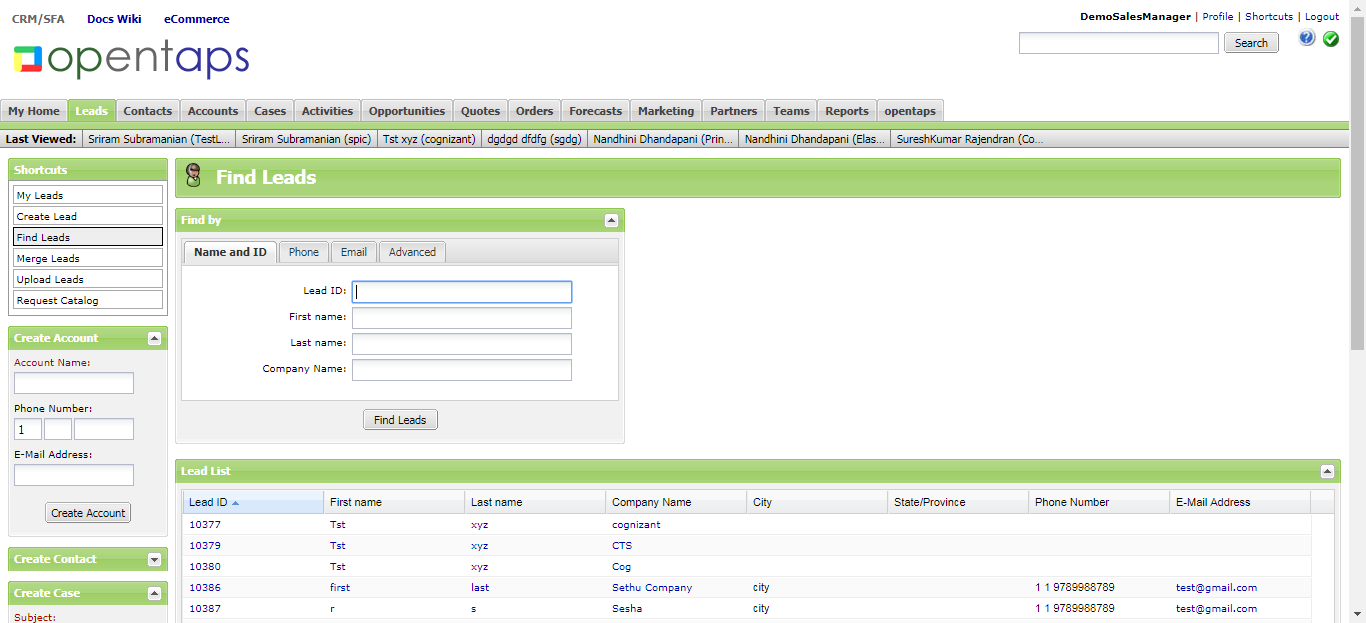 CRM/SFA Docs Wiki eCommerce
DemoSalesManager | Profile | Shortcuts | Logout
opentaps
Search
?
My Home Leads Contacts Accounts Cases Activities Opportunities Quotes Orders Forecasts Marketing Partners Teams Reports opentaps
Last Viewed: Sriram Subramanian (TestL... Sriram Subramanian (spic) Tst xyz (cognizant) dgdgd dfdfg (sgdg) Nandhini Dhandapani (Prin... Nandhini Dhandapani (Elas... SureshKumar Rajendran (Co...
Shortcuts
My Leads
Create Lead
Find Leads
Merge Leads
Upload Leads
Request Catalog
Create Account
Account Name:
Phone Number:
1
E-Mail Address:
Create Account
Create Contact
Create Case
Subject:
Find Leads
Find by
Name and ID Phone Email Advanced
Lead ID:
First name:
Last name:
Company Name:
Find Leads
Lead List
Lead ID First name Last name Company Name City State/Province Phone Number E-Mail Address
10377 Tst xyz cognizant
10379 Tst xyz CTS
10380 Tst xyz Cog
10386 first last Sethu Company city 1 1 9789988789 test@gmail.com
10387 r s Sesha city 1 1 9789988789 test@gmail.com